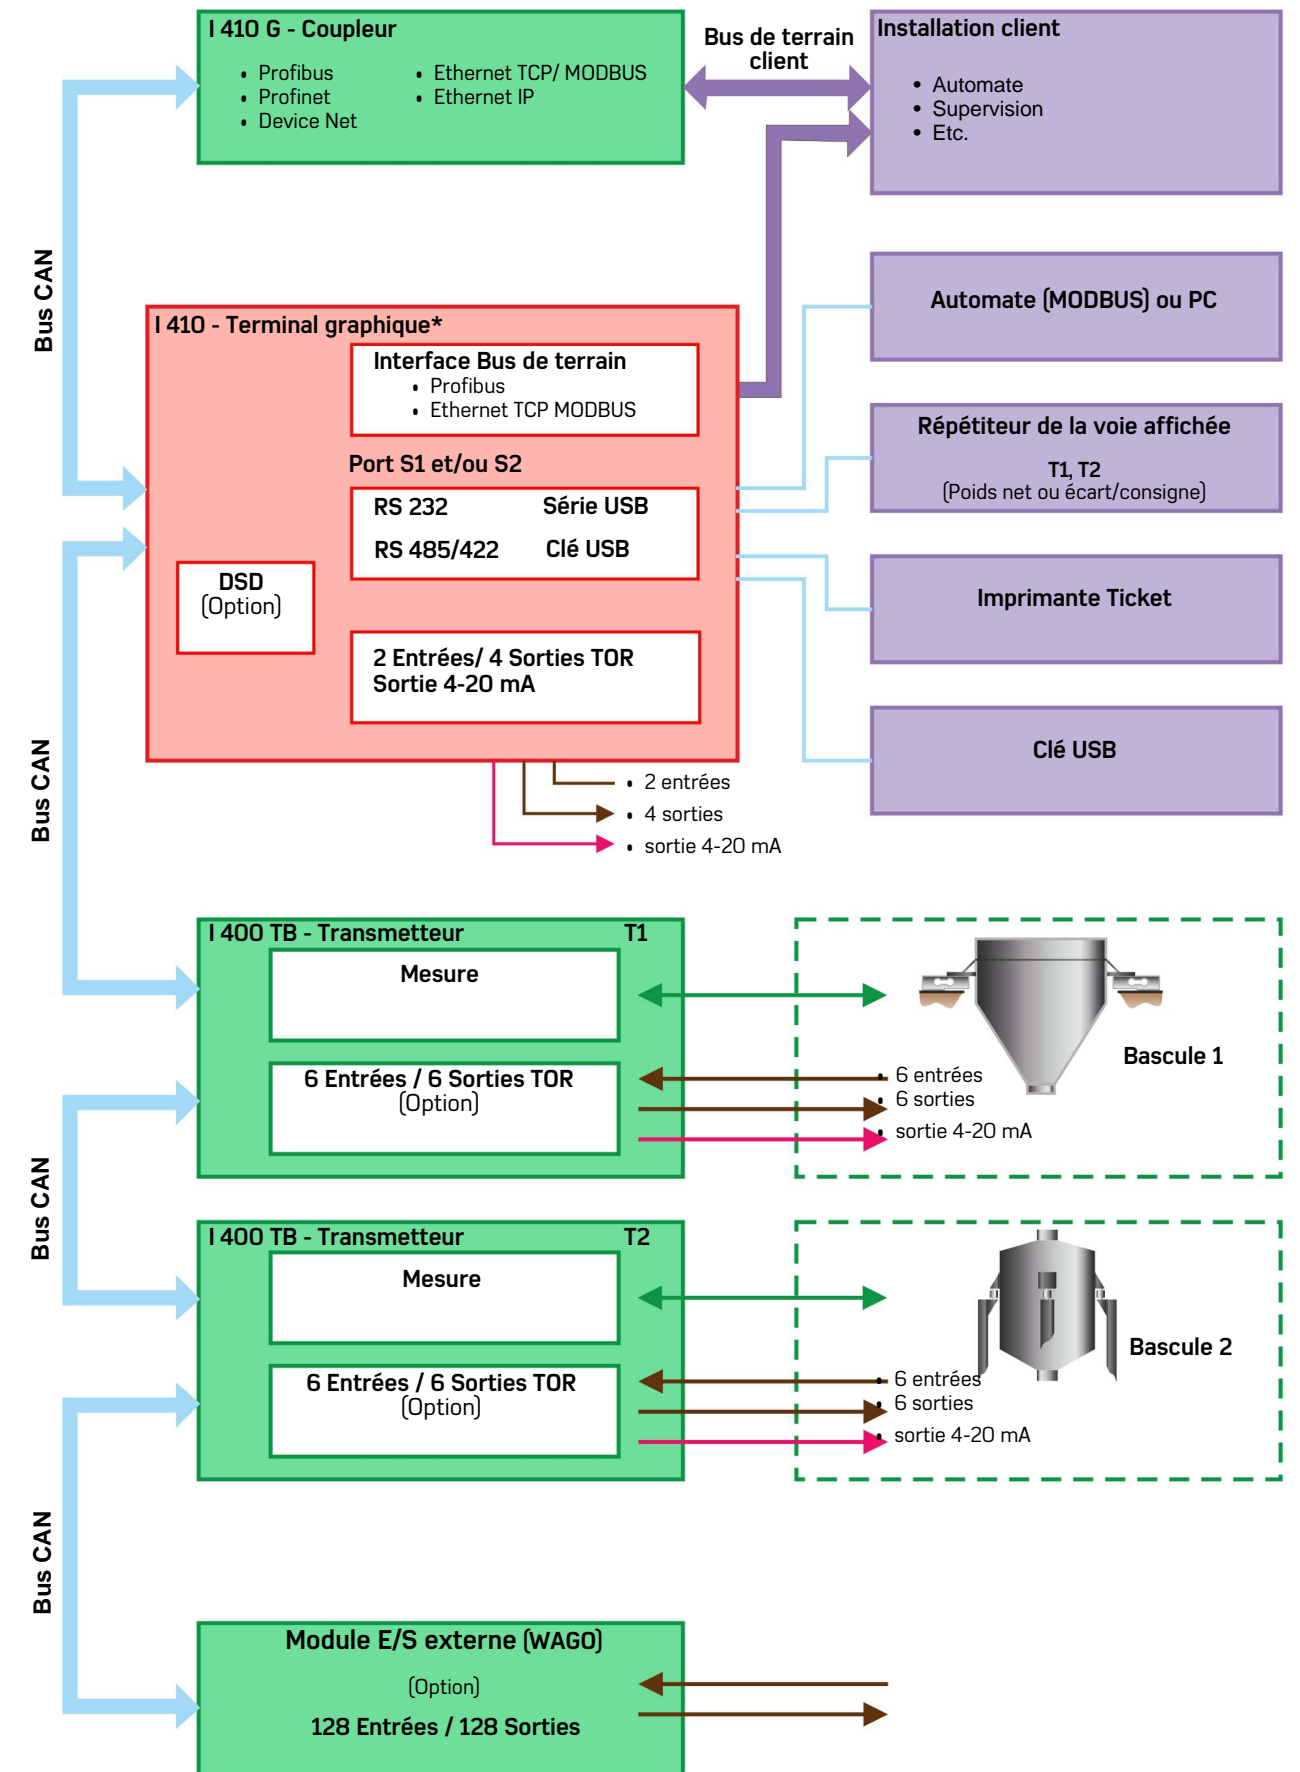 I 410 G - Coupleur
• Profibus
• Profinet
• Device Net
• Ethernet TCP/ MODBUS
• Ethernet IP
Bus de terrain
client
Installation client
• Automate
• Supervision
• Etc.
Bus CAN
I 410 - Terminal graphique*
Interface Bus de terrain
• Profibus
• Ethernet TCP MODBUS
Port S1 et/ou S2
RS 232 Série USB
RS 485/422 Clé USB
DSD
(Option)
2 Entrées/ 4 Sorties TOR
Sortie 4-20 mA
Automate (MODBUS) ou PC
Répétiteur de la voie affichée
T1, T2
(Poids net ou écart/consigne)
Imprimante Ticket
Clé USB
• 2 entrées
• 4 sorties
• sortie 4-20 mA
Bus CAN
I 400 TB - Transmetteur T1
Mesure
6 Entrées / 6 Sorties TOR
(Option)
Bascule 1
• 6 entrées
• 6 sorties
• sortie 4-20 mA
Bus CAN
I 400 TB - Transmetteur T2
Mesure
6 Entrées / 6 Sorties TOR
(Option)
Bascule 2
• 6 entrées
• 6 sorties
• sortie 4-20 mA
Bus CAN
Module E/S externe (WAGO)
(Option)
128 Entrées / 128 Sorties